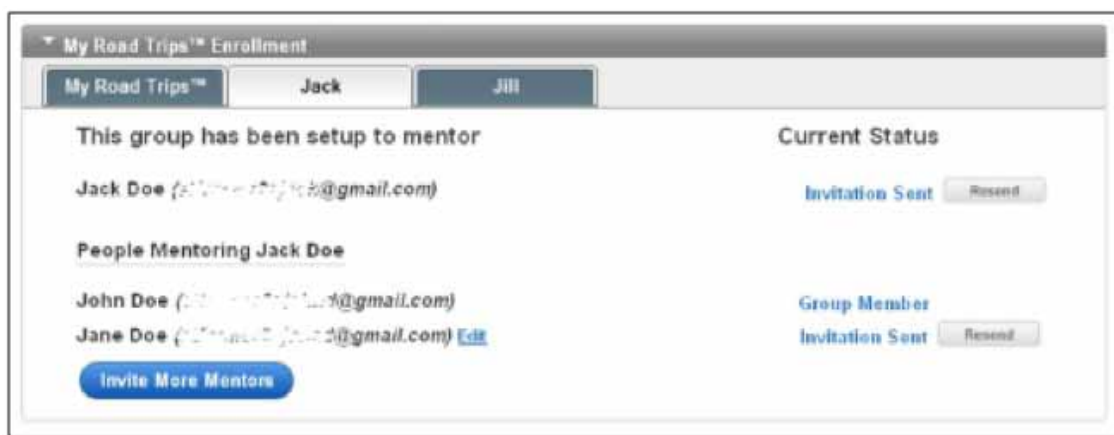 My Road Trips™ Enrollment
My Road Trips™ Jack Jill
This group has been setup to mentor Current Status
Jack Doe (@gmail.com) Invitation Sent Resend
People Mentoring Jack Doe
John Doe (@gmail.com) Group Member
Jane Doe (@gmail.com) Edit Invitation Sent Resend
Invite More Mentors